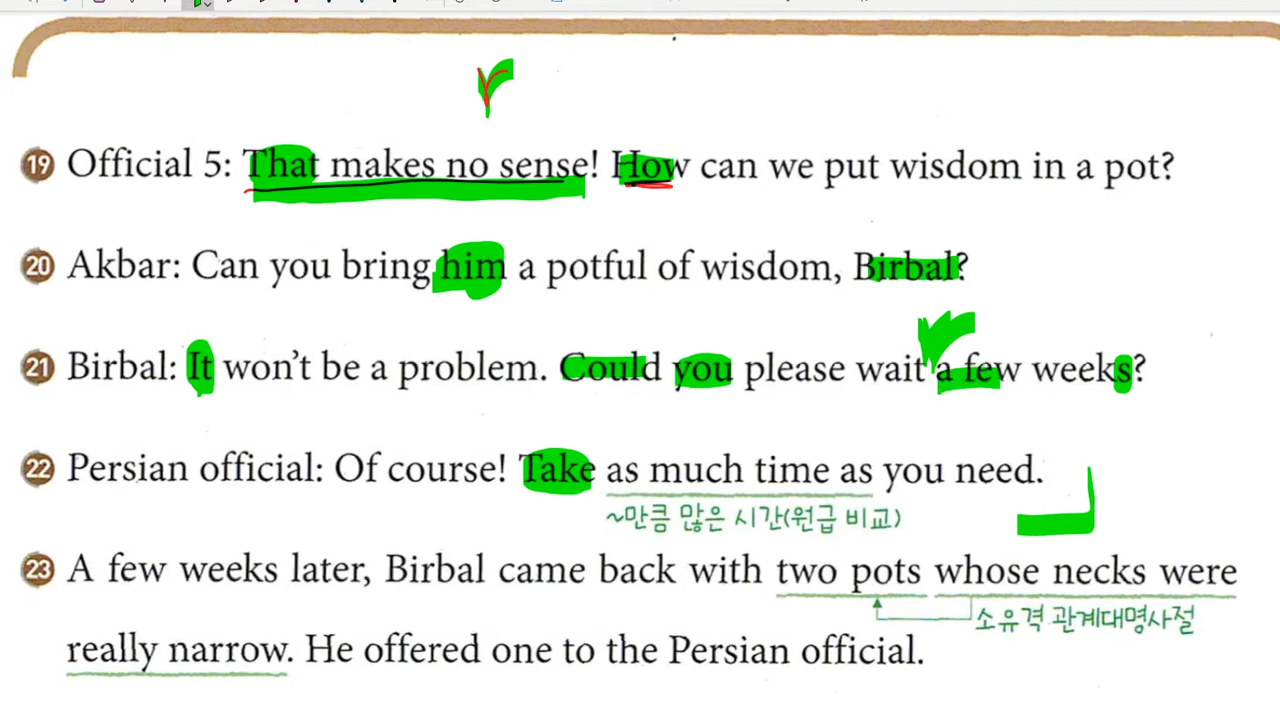 19 Official 5: That makes no sense! How can we put wisdom in a pot?
20 Akbar: Can you bring him a potful of wisdom, Birbal?
21 Birbal: It won't be a problem. Could you please wait a few weeks?
22 Persian official: Of course! Take as much time as you need.
~만큼 많은 시간(원급 비교)
23 A few weeks later, Birbal came back with two pots whose necks were
소유격 관계대명사절
really narrow. He offered one to the Persian official.